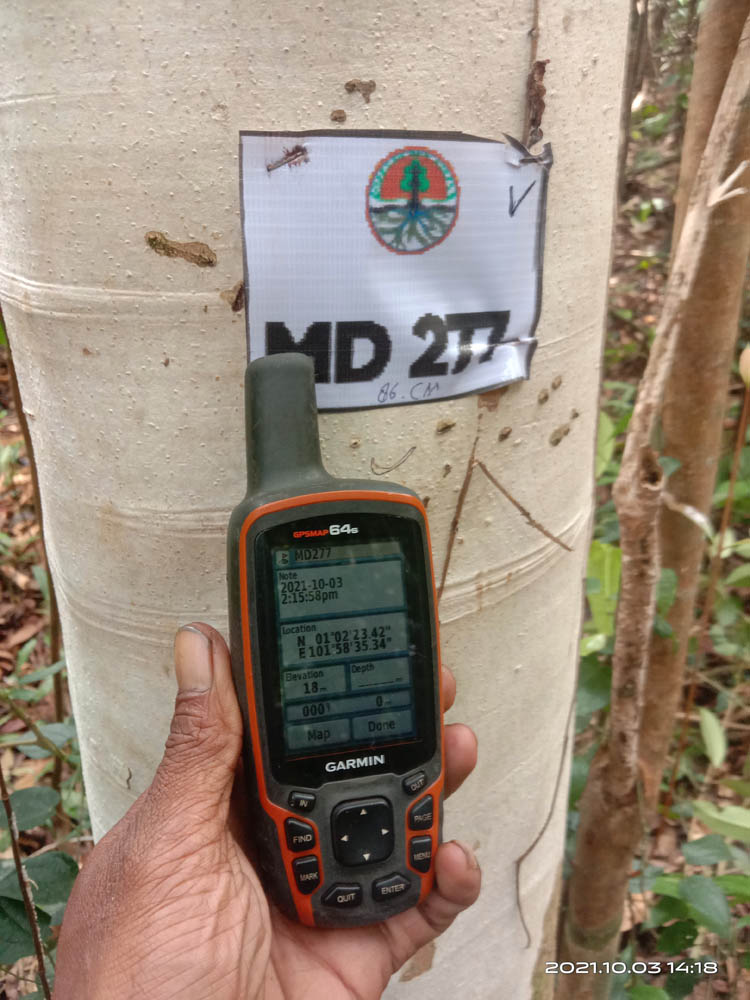 MD 277
86.CM
GPSMAP 64s
MD277
Note
2021-10-03
2:15:58pm
Location
N 01°02'23.42"
E 101°58'35.34"
Elevation
18 m
Depth
m
0 m
Map
Done
GARMIN
IN
OUT
FIND
PAGE
MARK
MENU
QUIT
ENTER
2021.10.03 14:18